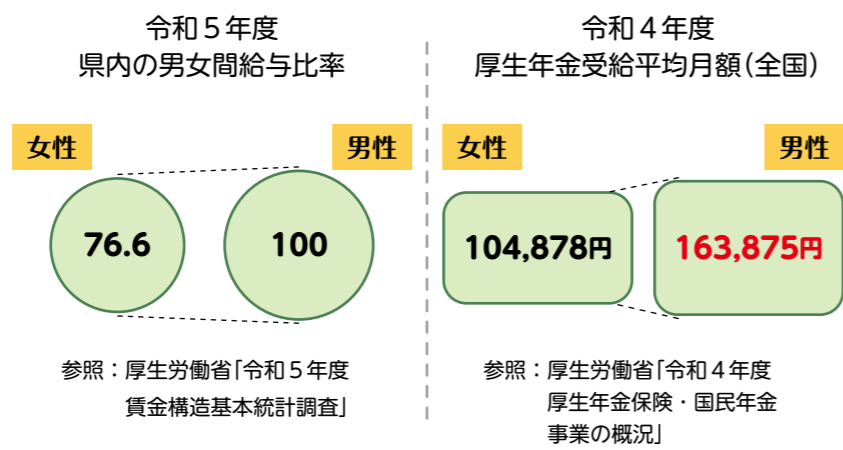 令和５年度
県内の男女間給与比率
女性
男性
76.6
100
参照：厚生労働省「令和５年度
賃金構造基本統計調査」
令和４年度
厚生年金受給平均月額（全国）
女性
男性
104,878円
163,875円
参照：厚生労働省「令和４年度
厚生年金保険・国民年金
事業の概況」